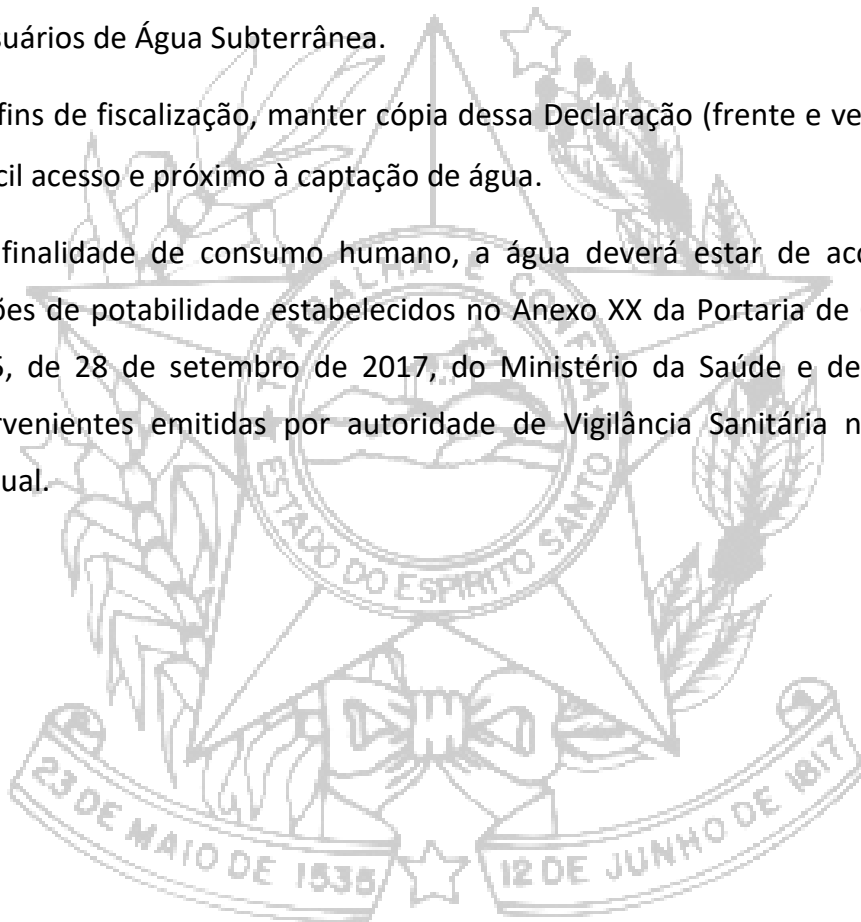 suários de Água Subterrânea.
fins de fiscalização, manter cópia dessa Declaração (frente e ve
cil acesso e próximo à captação de água.
finalidade de consumo humano, a água deverá estar de aco
ões de potabilidade estabelecidos no Anexo XX da Portaria de
5, de 28 de setembro de 2017, do Ministério da Saúde e de
rvenientes emitidas por autoridade de Vigilância Sanitária n
ual.
TRABALHA E CONFIA
ESTADO DO ESPIRITO SANTO
23 DE MAIO DE 1535
12 DE JUNHO DE 1817